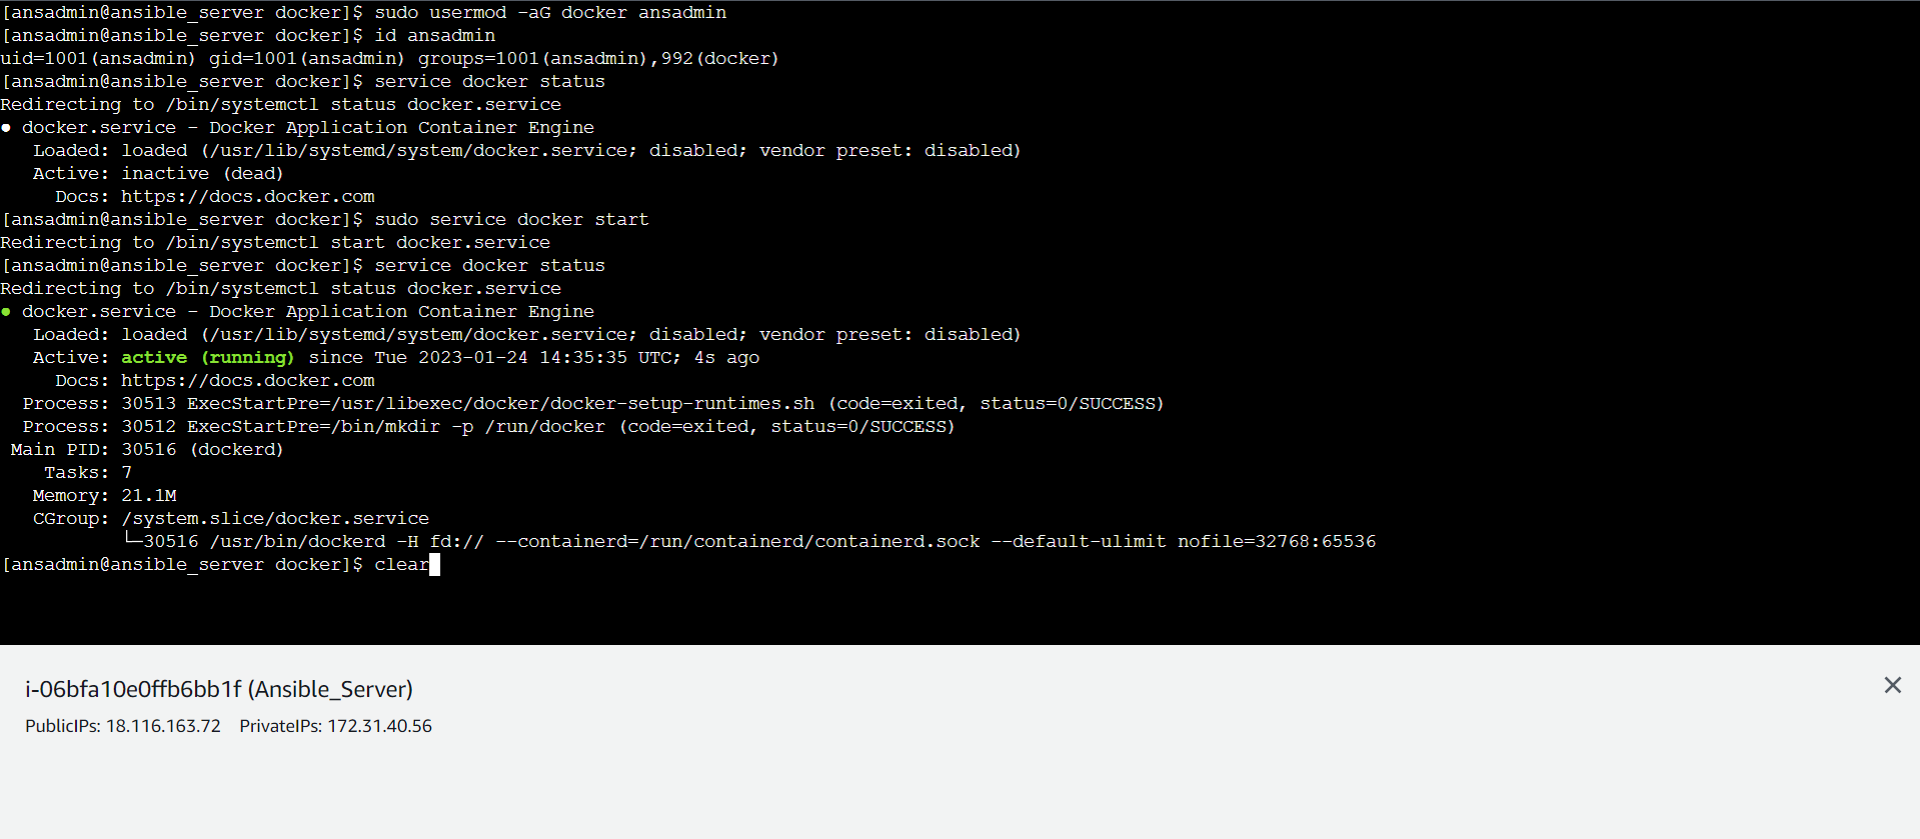 [ansadmin@ansible_server docker]$ sudo usermod -aG docker ansadmin
[ansadmin@ansible_server docker]$ id ansadmin
uid=1001(ansadmin) gid=1001(ansadmin) groups=1001(ansadmin),992(docker)
[ansadmin@ansible_server docker]$ service docker status
Redirecting to /bin/systemctl status docker.service
● docker.service - Docker Application Container Engine
   Loaded: loaded (/usr/lib/systemd/system/docker.service; disabled; vendor preset: disabled)
   Active: inactive (dead)
     Docs: https://docs.docker.com
[ansadmin@ansible_server docker]$ sudo service docker start
Redirecting to /bin/systemctl start docker.service
[ansadmin@ansible_server docker]$ service docker status
Redirecting to /bin/systemctl status docker.service
● docker.service - Docker Application Container Engine
   Loaded: loaded (/usr/lib/systemd/system/docker.service; disabled; vendor preset: disabled)
   Active: active (running) since Tue 2023-01-24 14:35:35 UTC; 4s ago
     Docs: https://docs.docker.com
  Process: 30513 ExecStartPre=/usr/libexec/docker/docker-setup-runtimes.sh (code=exited, status=0/SUCCESS)
  Process: 30512 ExecStartPre=/bin/mkdir -p /run/docker (code=exited, status=0/SUCCESS)
 Main PID: 30516 (dockerd)
    Tasks: 7
   Memory: 21.1M
   CGroup: /system.slice/docker.service
           └─30516 /usr/bin/dockerd -H fd:// --containerd=/run/containerd/containerd.sock --default-ulimit nofile=32768:65536
[ansadmin@ansible_server docker]$ clear
i-06bfa10e0ffb6bb1f (Ansible_Server)
PublicIPs: 18.116.163.72 PrivateIPs: 172.31.40.56